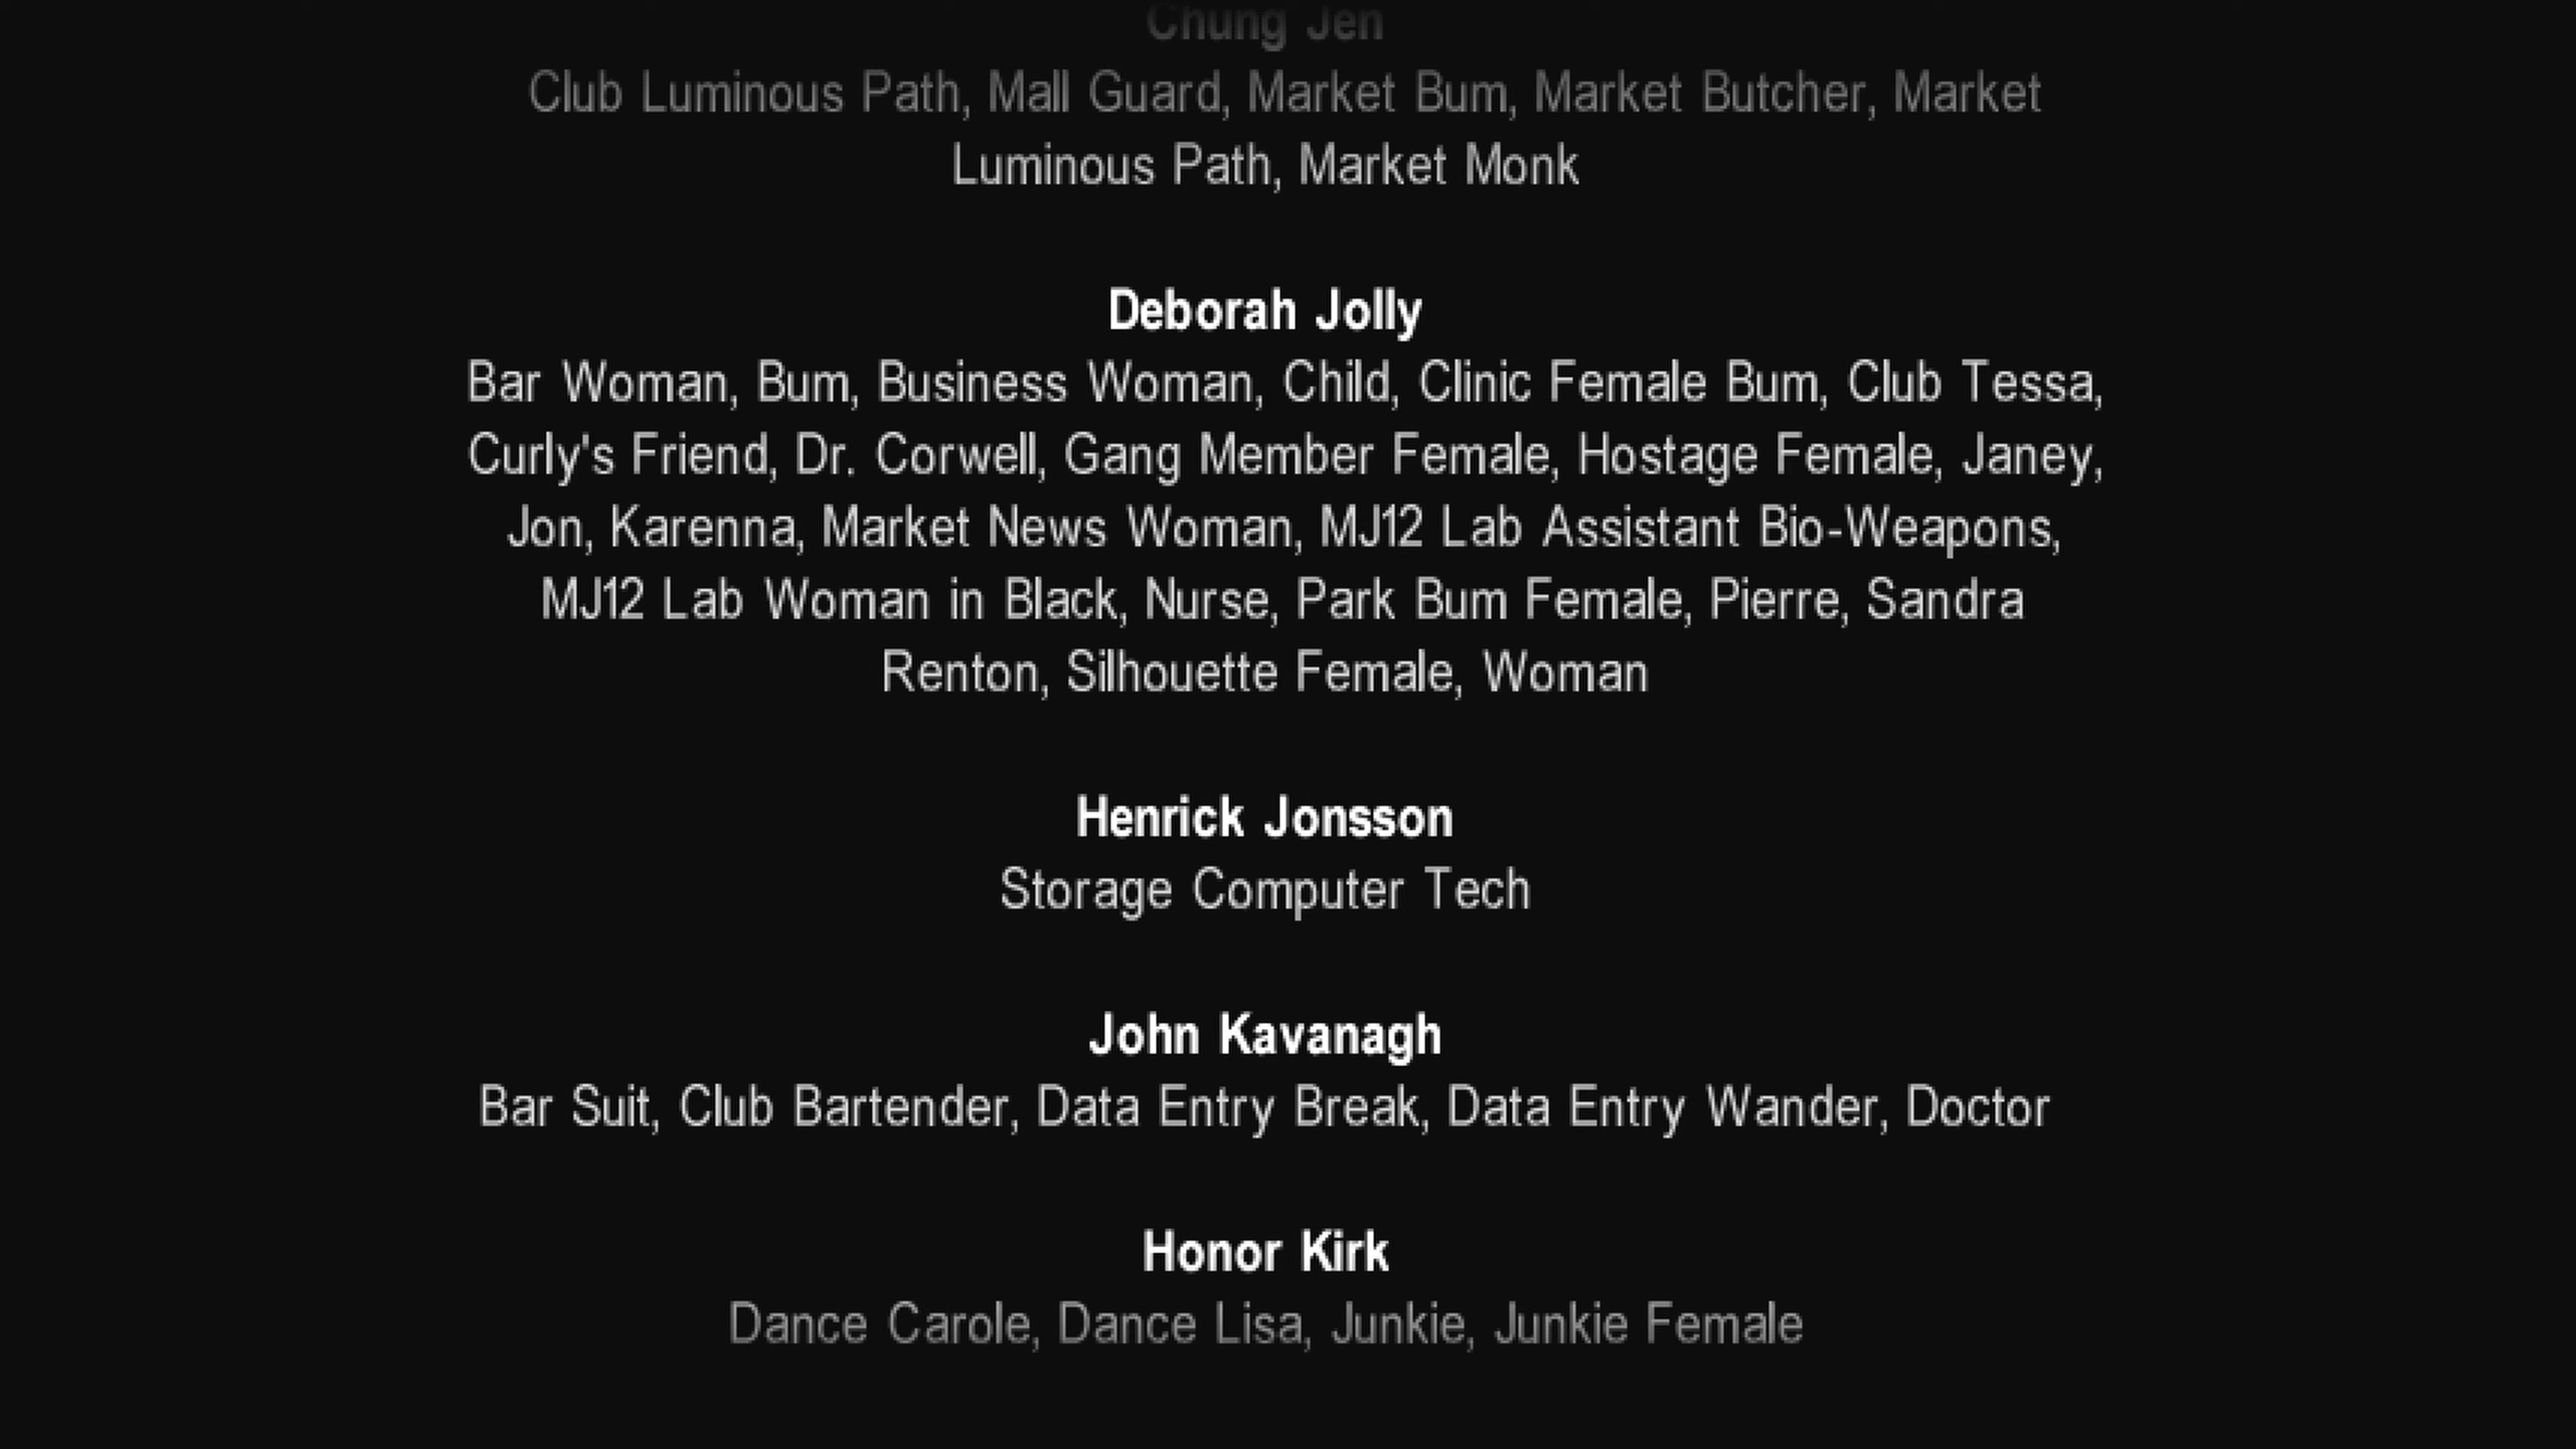 Chung Jen
Club Luminous Path, Mall Guard, Market Bum, Market Butcher, Market
Luminous Path, Market Monk
Deborah Jolly
Bar Woman, Bum, Business Woman, Child, Clinic Female Bum, Club Tessa,
Curly's Friend, Dr. Corwell, Gang Member Female, Hostage Female, Janey,
Jon, Karenna, Market News Woman, MJ12 Lab Assistant Bio-Weapons,
MJ12 Lab Woman in Black, Nurse, Park Bum Female, Pierre, Sandra
Renton, Silhouette Female, Woman
Henrick Jonsson
Storage Computer Tech
John Kavanagh
Bar Suit, Club Bartender, Data Entry Break, Data Entry Wander, Doctor
Honor Kirk
Dance Carole, Dance Lisa, Junkie, Junkie Female